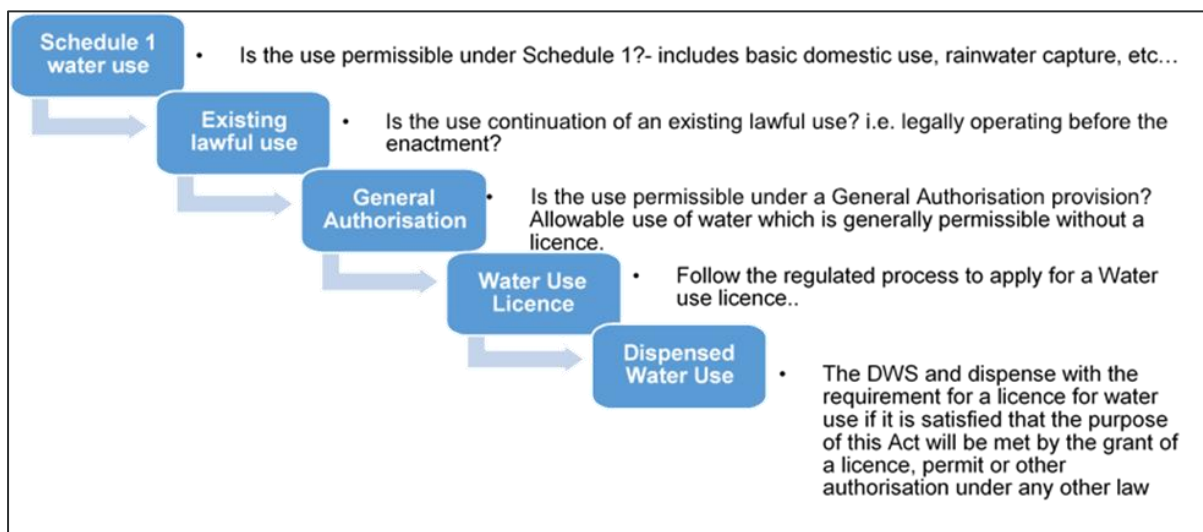 Schedule 1
water use
• Is the use permissible under Schedule 1?- includes basic domestic use, rainwater capture, etc…
Existing
lawful use
• Is the use continuation of an existing lawful use? i.e. legally operating before the
enactment?
General
Authorisation
• Is the use permissible under a General Authorisation provision?
Allowable use of water which is generally permissible without a
licence.
Water Use
Licence
• Follow the regulated process to apply for a Water
use licence..
Dispensed
Water Use
• The DWS and dispense with the
requirement for a licence for water
use if it is satisfied that the purpose
of this Act will be met by the grant of
a licence, permit or other
authorisation under any other law